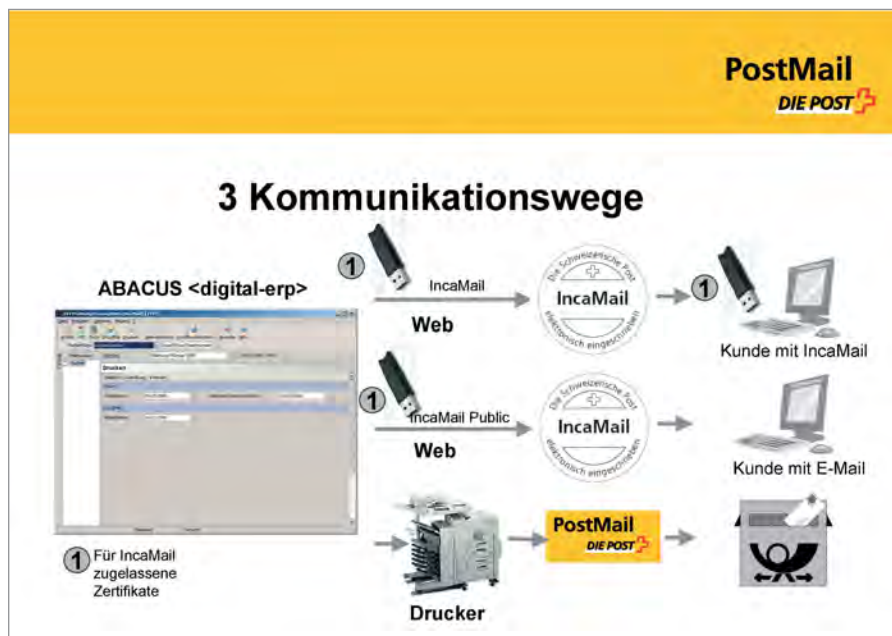 PostMail
DIE POST
3 Kommunikationswege
ABACUS <digital-erp>
Drucker
1
IncaMail
Web
Die Schweizerische Post
IncaMail
elektronisch eingeschrieben
1
Kunde mit IncaMail
1
IncaMail Public
Web
Die Schweizerische Post
IncaMail
elektronisch eingeschrieben
Kunde mit E-Mail
1 Für IncaMail
zugelassene
Zertifikate
Drucker
PostMail
DIE POST